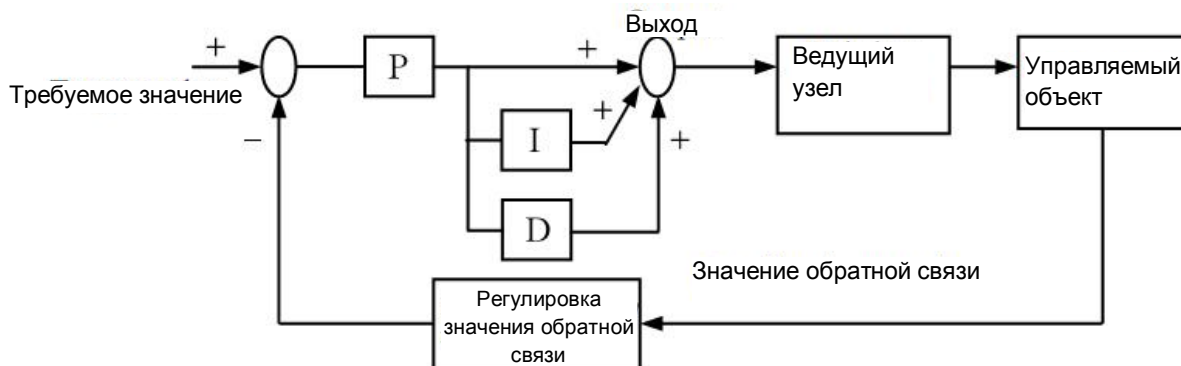 Выход
+
P
+
Ведущий
узел
Управляемый
объект
Требуемое значение
−
I
+
+
D
Значение обратной связи
Регулировка
значения обратной
связи